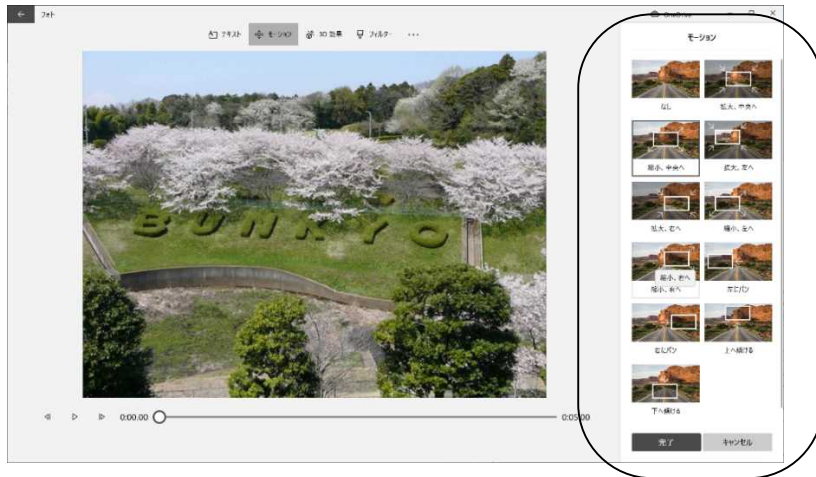 フォト
OneDrive
テキスト モーション 3D 効果 フィルター ···
モーション
なし 拡大、中央へ
縮小、中央へ 拡大、左へ
拡大、右へ 縮小、左へ
縮小、右へ
縮小、右へ 左にパン
右にパン 上へ傾ける
下へ傾ける
BUNKYO
0:00.00 0:05.00
完了 キャンセル